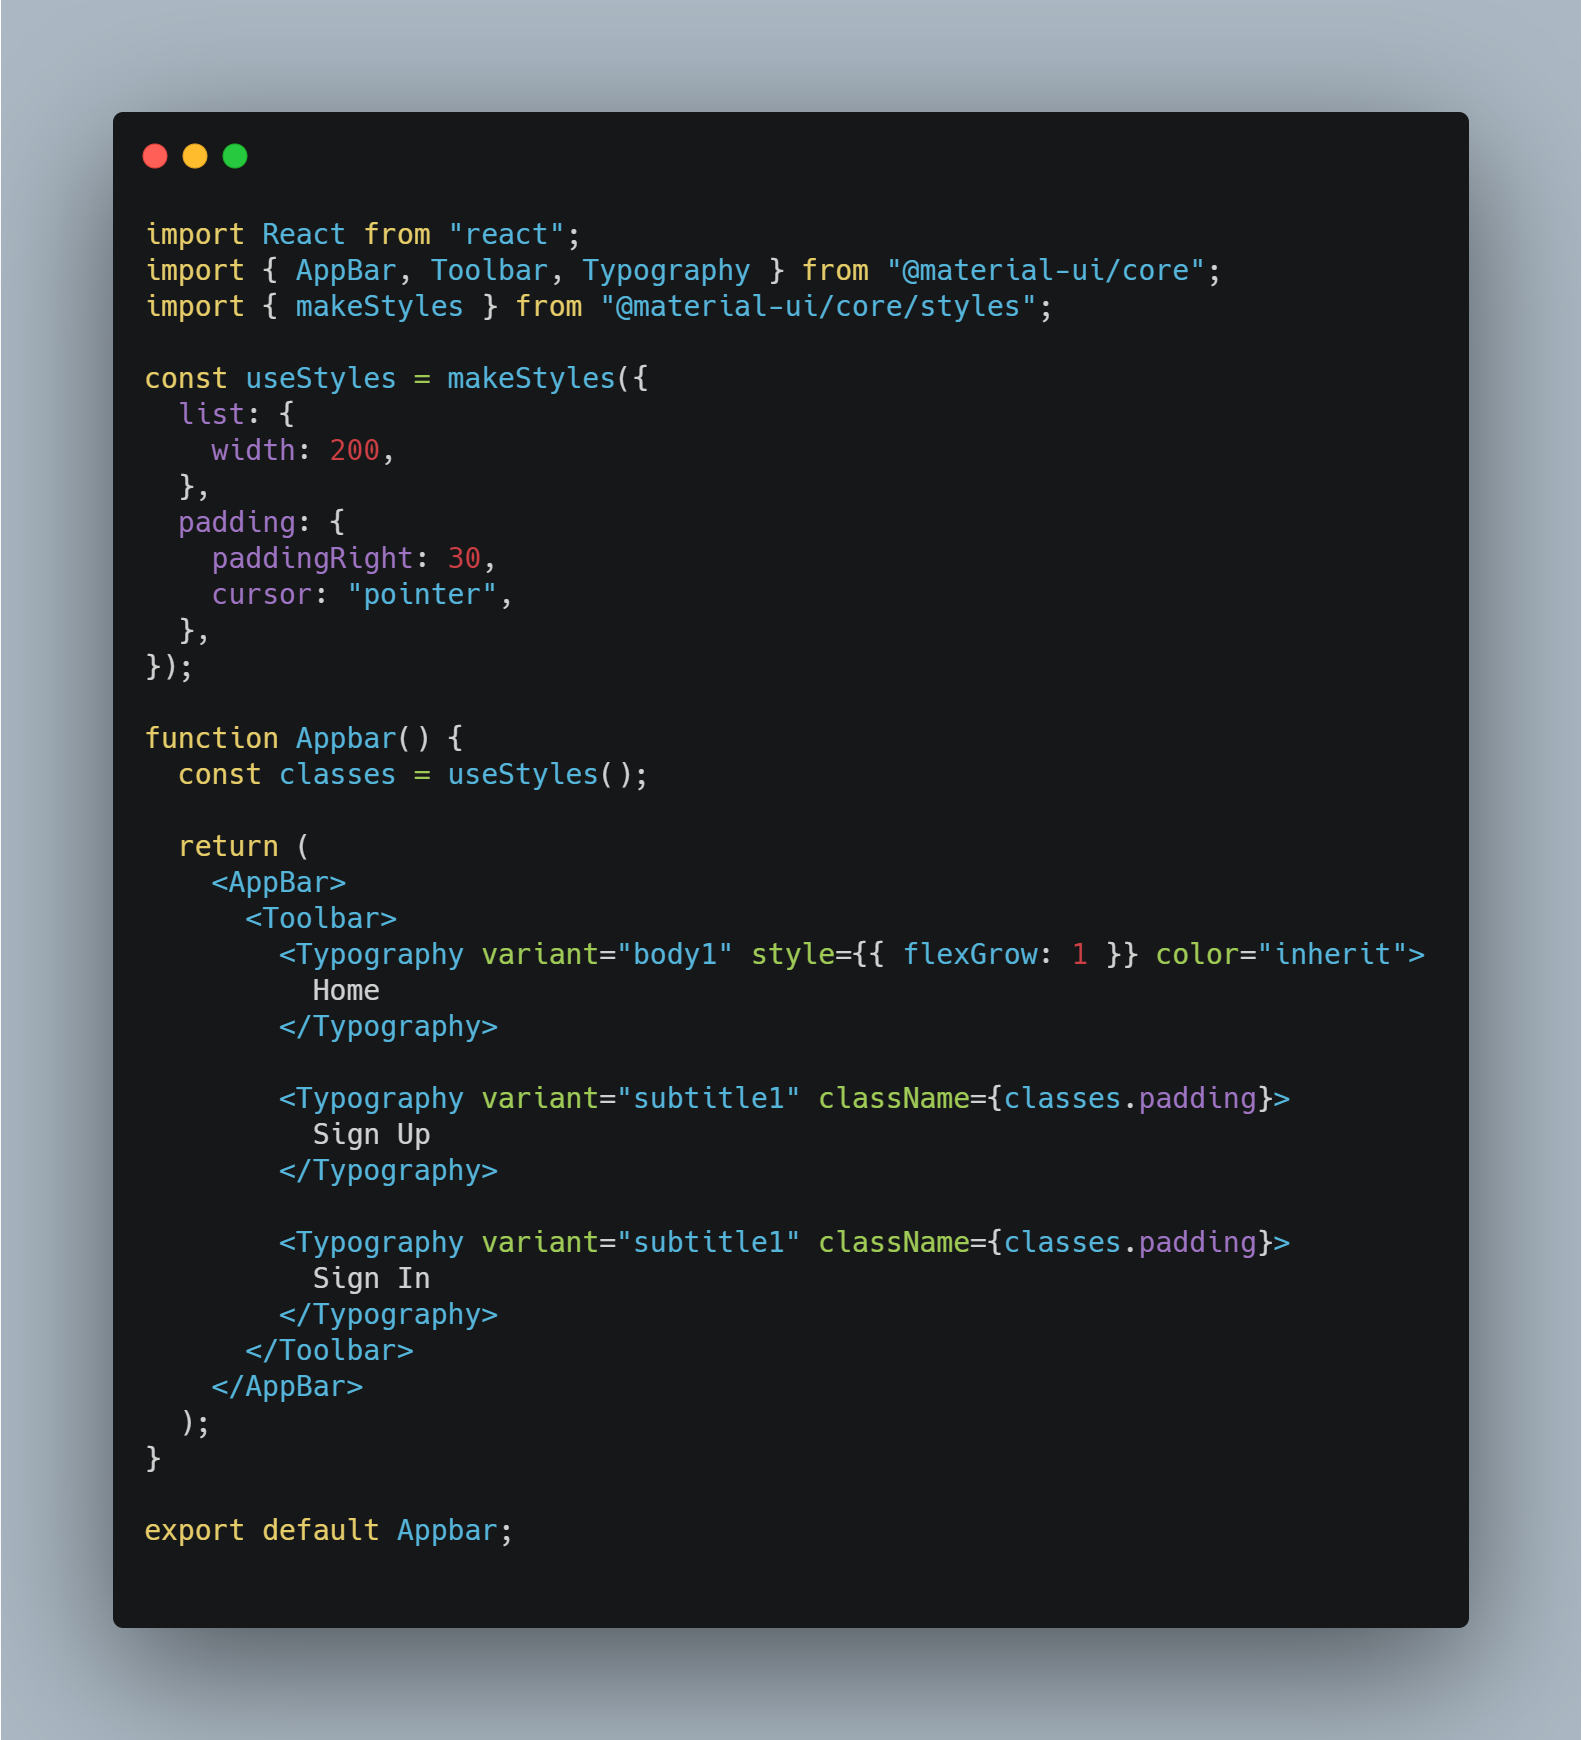 import React from "react";
import { AppBar, Toolbar, Typography } from "@material-ui/core";
import { makeStyles } from "@material-ui/core/styles";

const useStyles = makeStyles({
  list: {
    width: 200,
  },
  padding: {
    paddingRight: 30,
    cursor: "pointer",
  },
});

function Appbar() {
  const classes = useStyles();

  return (
    <AppBar>
      <Toolbar>
        <Typography variant="body1" style={{ flexGrow: 1 }} color="inherit">
          Home
        </Typography>

        <Typography variant="subtitle1" className={classes.padding}>
          Sign Up
        </Typography>

        <Typography variant="subtitle1" className={classes.padding}>
          Sign In
        </Typography>
      </Toolbar>
    </AppBar>
  );
}

export default Appbar;